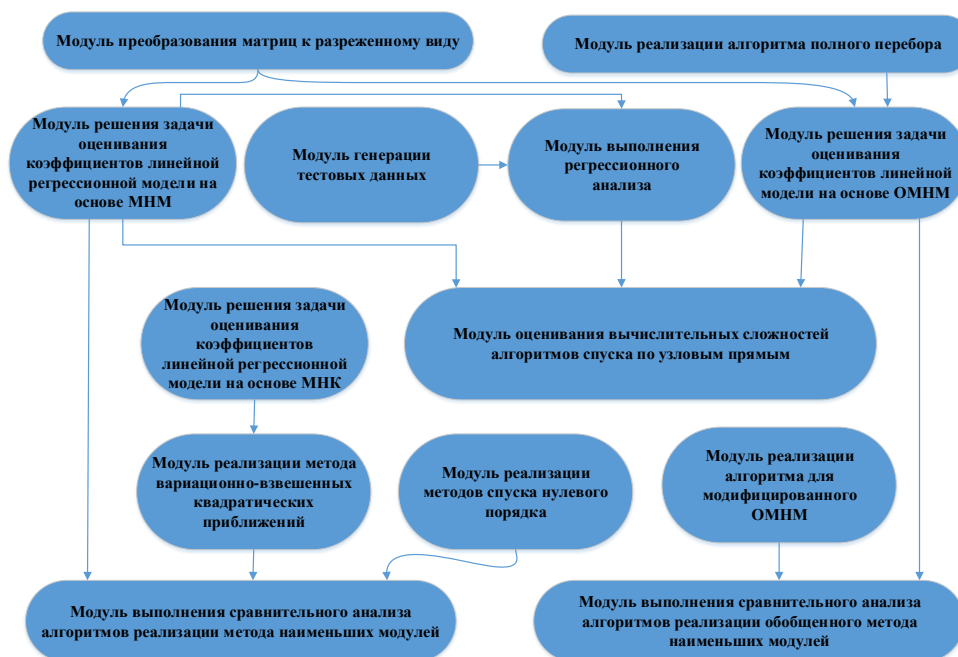 Модуль преобразования матриц к разреженному виду
Модуль реализации алгоритма полного перебора
Модуль решения задачи
оценивания
коэффициентов линейной
регрессионной модели на
основе МНМ
Модуль генерации
тестовых данных
Модуль выполнения
регрессионного
анализа
Модуль решения задачи
оценивания
коэффициентов линейной
модели на основе ОМНМ
Модуль решения задачи
оценивания
коэффициентов
линейной регрессионной
модели на основе МНК
Модуль оценивания вычислительных сложностей
алгоритмов спуска по узловым прямым
Модуль реализации метода
вариационно-взвешенных
квадратических
приближений
Модуль реализации
методов спуска нулевого
порядка
Модуль реализации
алгоритма для
модифицированного
ОМНМ
Модуль выполнения сравнительного анализа
алгоритмов реализации метода наименьших модулей
Модуль выполнения сравнительного анализа
алгоритмов реализации обобщенного метода
наименьших модулей